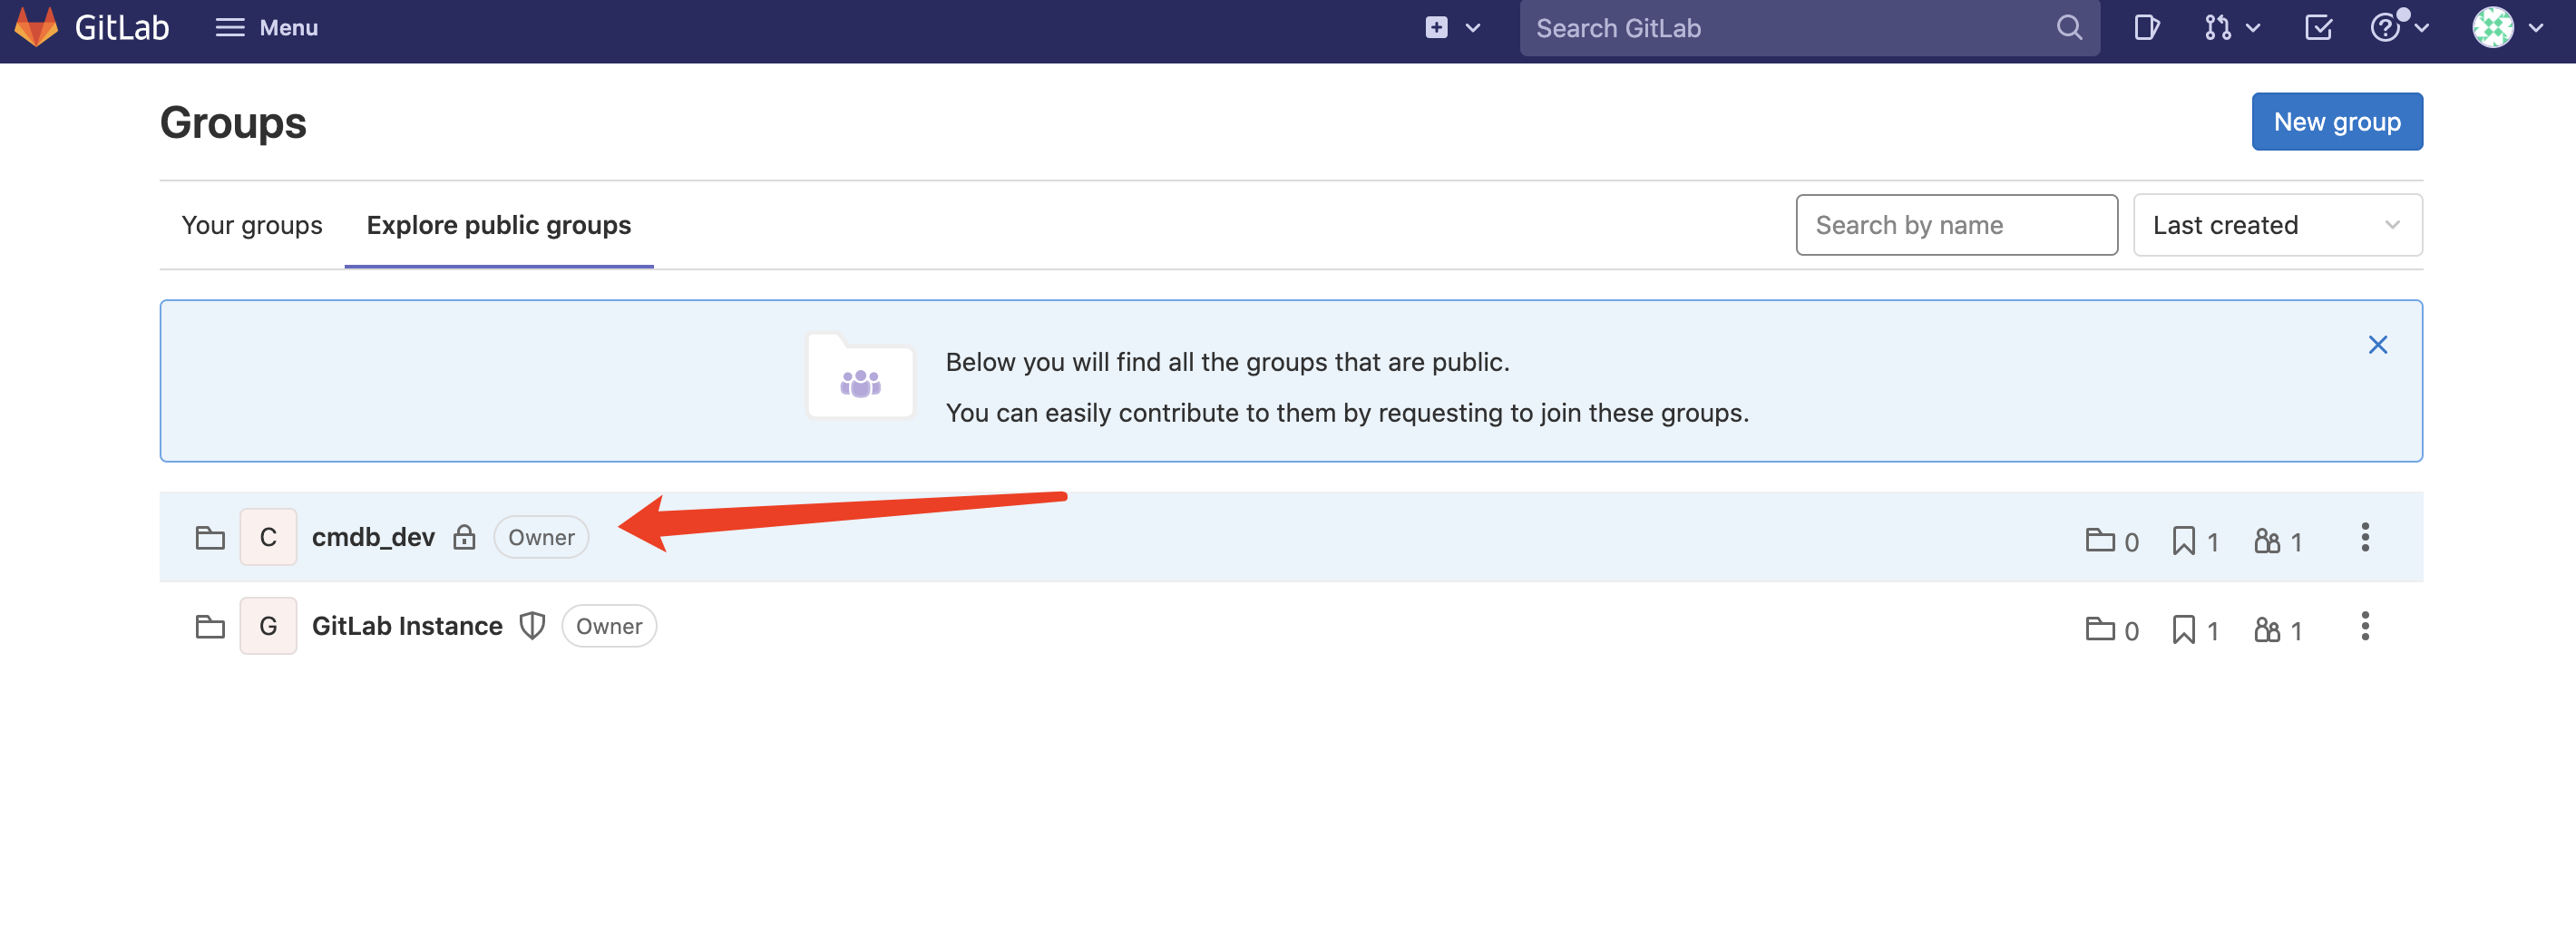 GitLab
Menu
Search GitLab
Groups
New group
Your groups
Explore public groups
Search by name
Last created
Below you will find all the groups that are public.
You can easily contribute to them by requesting to join these groups.
C cmdb_dev Owner 0 1 1
G GitLab Instance Owner 0 1 1